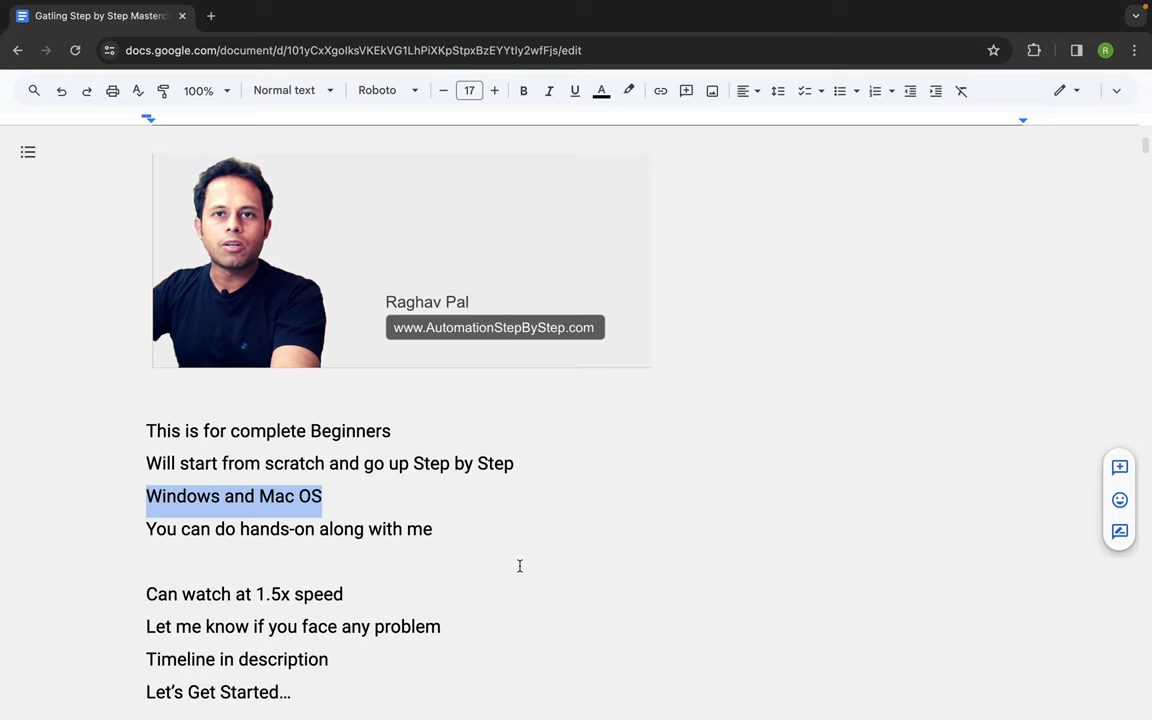 Gatling Step by Step Masterc
docs.google.com/document/d/101yCxXgoIksVKEkVG1LhPiXKpStpxBzEYYtIy2wfFjs/edit
R
100%
Normal text
Roboto
17
B
I
U
A
Raghav Pal
www.AutomationStepByStep.com
This is for complete Beginners
Will start from scratch and go up Step by Step
Windows and Mac OS
You can do hands-on along with me
Can watch at 1.5x speed
Let me know if you face any problem
Timeline in description
Let’s Get Started…